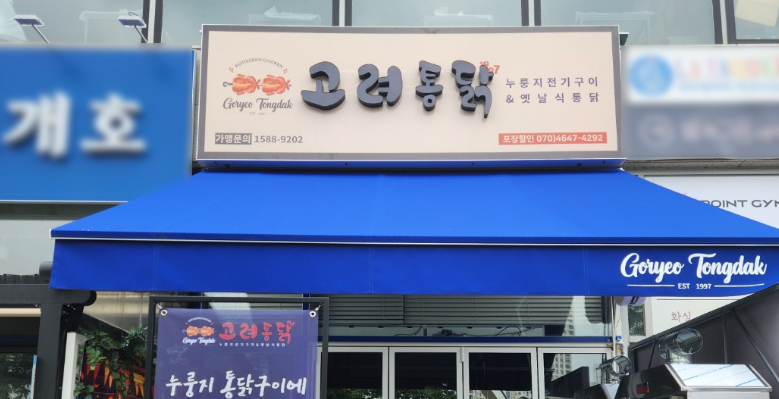 개호
ROTISSERIE CHICKEN
Goryeo Tongdak
고려통닭
1997
누룽지전기구이
& 옛날식통닭
가맹문의 1588-9202
포장할인 070)4647-4292
POINT GYM
Goryeo Tongdak
EST 1997
화
Goryeo Tongdak
고려통닭
누룽지 통닭구이에